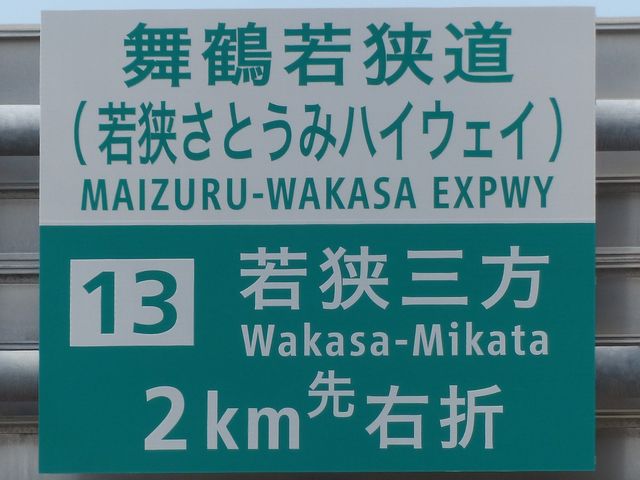 舞鶴若狭道
(若狭さとうみハイウェイ)
MAIZURU-WAKASA EXPWY
13 若狭三方
Wakasa-Mikata
2km先右折